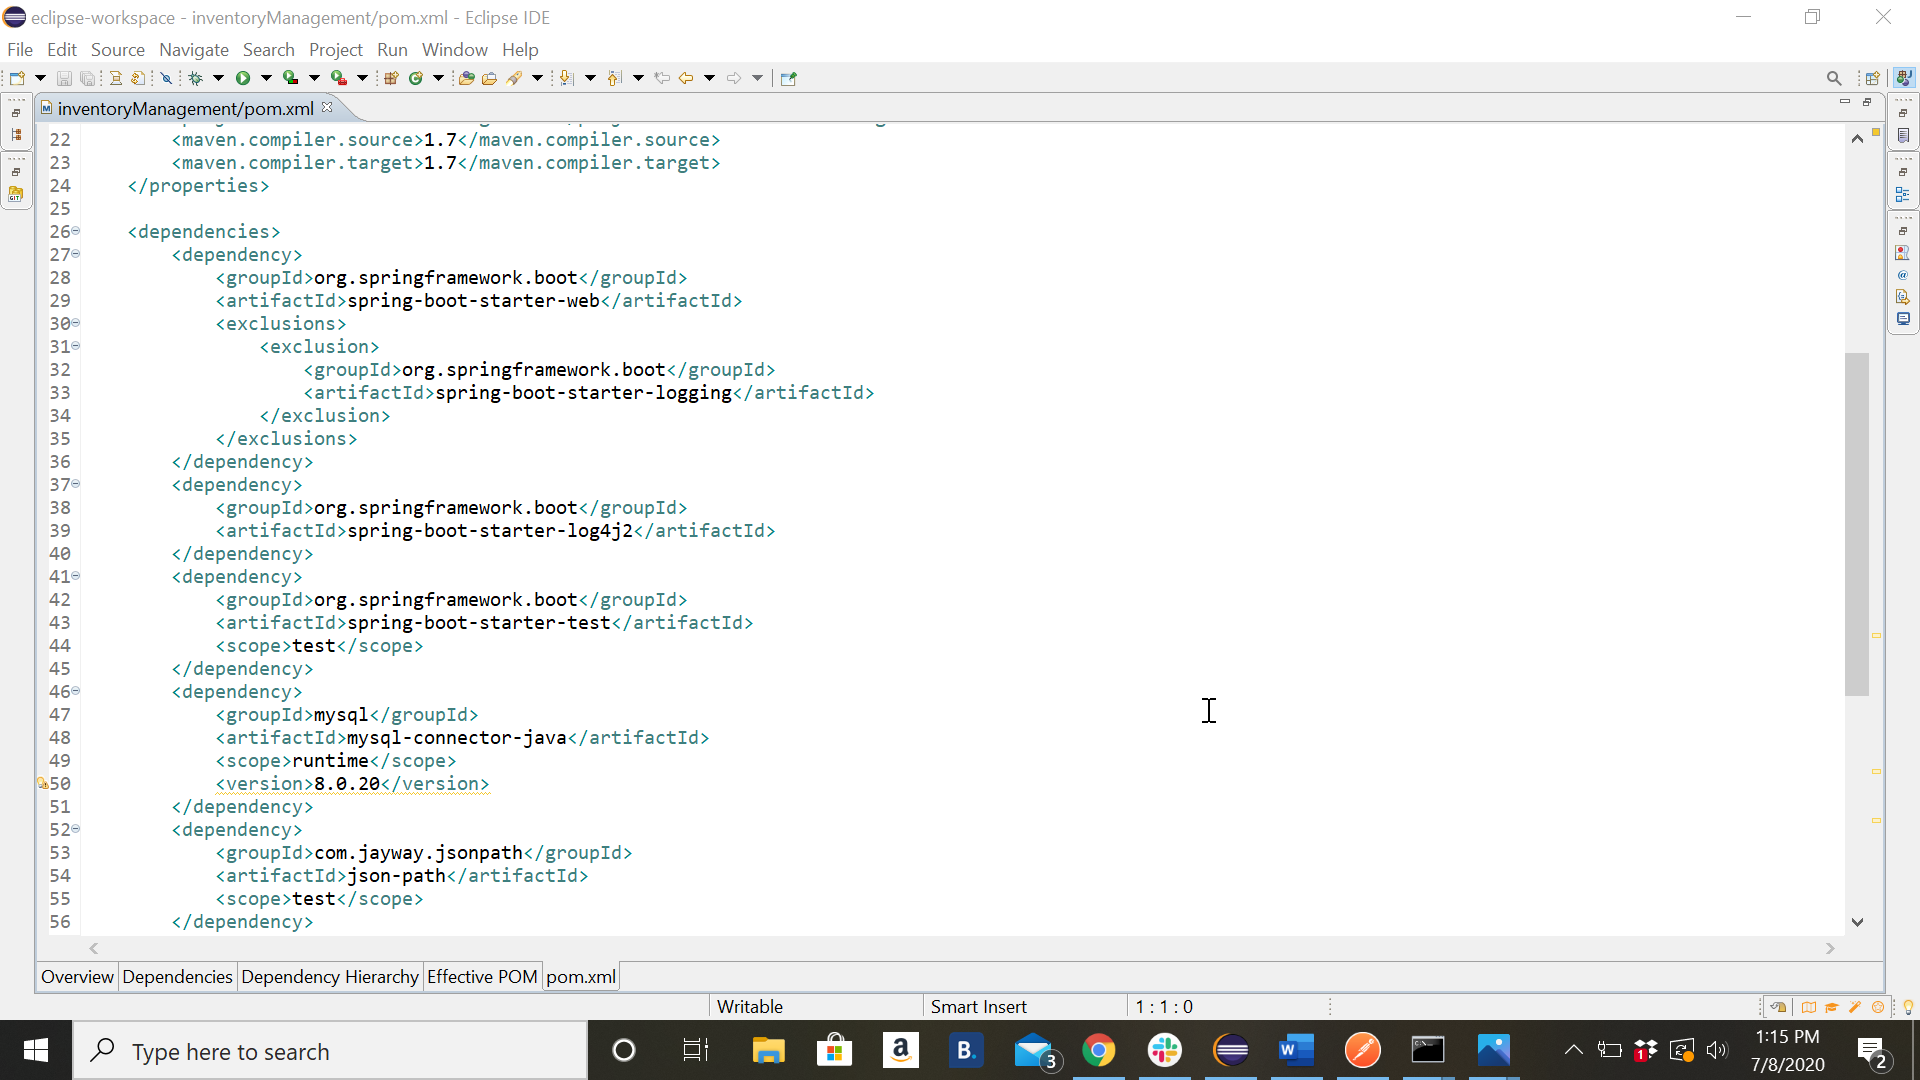 eclipse-workspace - inventoryManagement/pom.xml - Eclipse IDE
File Edit Source Navigate Search Project Run Window Help
inventoryManagement/pom.xml
22 <maven.compiler.source>1.7</maven.compiler.source>
23 <maven.compiler.target>1.7</maven.compiler.target>
24 </properties>
25
26 <dependencies>
27 <dependency>
28 <groupId>org.springframework.boot</groupId>
29 <artifactId>spring-boot-starter-web</artifactId>
30 <exclusions>
31 <exclusion>
32 <groupId>org.springframework.boot</groupId>
33 <artifactId>spring-boot-starter-logging</artifactId>
34 </exclusion>
35 </exclusions>
36 </dependency>
37 <dependency>
38 <groupId>org.springframework.boot</groupId>
39 <artifactId>spring-boot-starter-log4j2</artifactId>
40 </dependency>
41 <dependency>
42 <groupId>org.springframework.boot</groupId>
43 <artifactId>spring-boot-starter-test</artifactId>
44 <scope>test</scope>
45 </dependency>
46 <dependency>
47 <groupId>mysql</groupId>
48 <artifactId>mysql-connector-java</artifactId>
49 <scope>runtime</scope>
50 <version>8.0.20</version>
51 </dependency>
52 <dependency>
53 <groupId>com.jayway.jsonpath</groupId>
54 <artifactId>json-path</artifactId>
55 <scope>test</scope>
56 </dependency>
Overview Dependencies Dependency Hierarchy Effective POM pom.xml
Writable Smart Insert 1 : 1 : 0
Type here to search
a B. 3 W 1 1:15 PM
7/8/2020 2